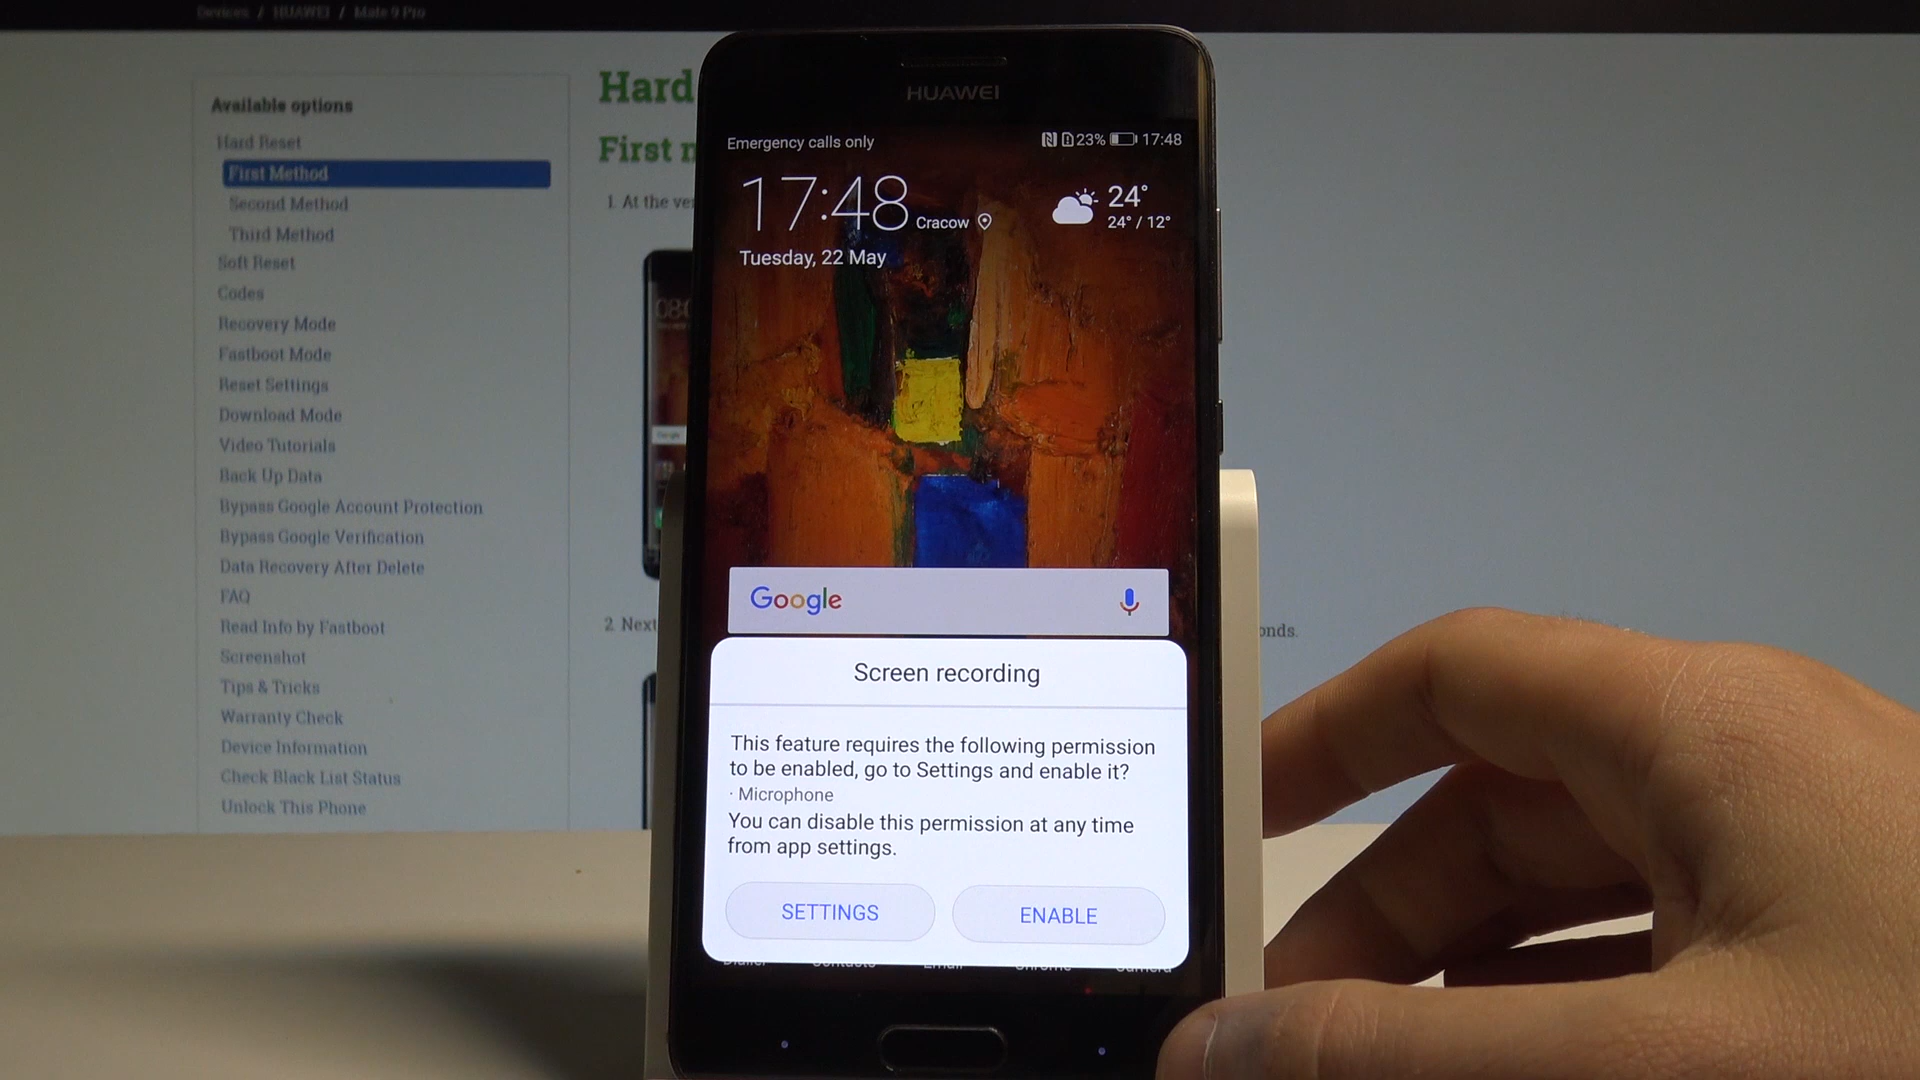 Devices / HUAWEI / Mate 9 Pro
Available options
Hard Reset
First Method
Second Method
Third Method
Soft Reset
Codes
Recovery Mode
Fastboot Mode
Reset Settings
Download Mode
Video Tutorials
Back Up Data
Bypass Google Account Protection
Bypass Google Verification
Data Recovery After Delete
FAQ
Read Info by Fastboot
Screenshot
Tips & Tricks
Warranty Check
Device Information
Check Black List Status
Unlock This Phone
Hard
First
1. At the
2. Next
HUAWEI
Emergency calls only 23% 17:48
17:48 Cracow 24°
24° / 12°
Tuesday, 22 May
Google
Screen recording
This feature requires the following permission
to be enabled, go to Settings and enable it?
· Microphone
You can disable this permission at any time
from app settings.
SETTINGS ENABLE